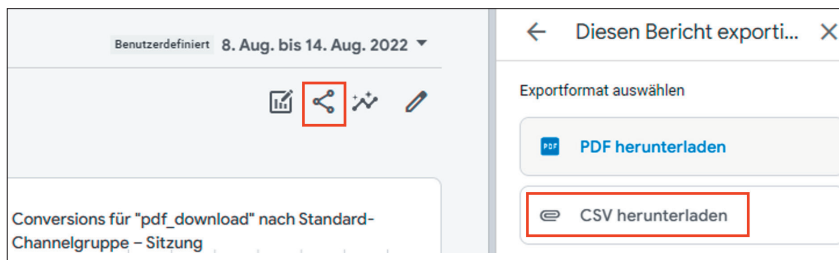 Benutzerdefiniert 8. Aug. bis 14. Aug. 2022
Diesen Bericht exporti...
Exportformat auswählen
PDF PDF herunterladen
CSV herunterladen
Conversions für "pdf_download" nach Standard-
Channelgruppe – Sitzung